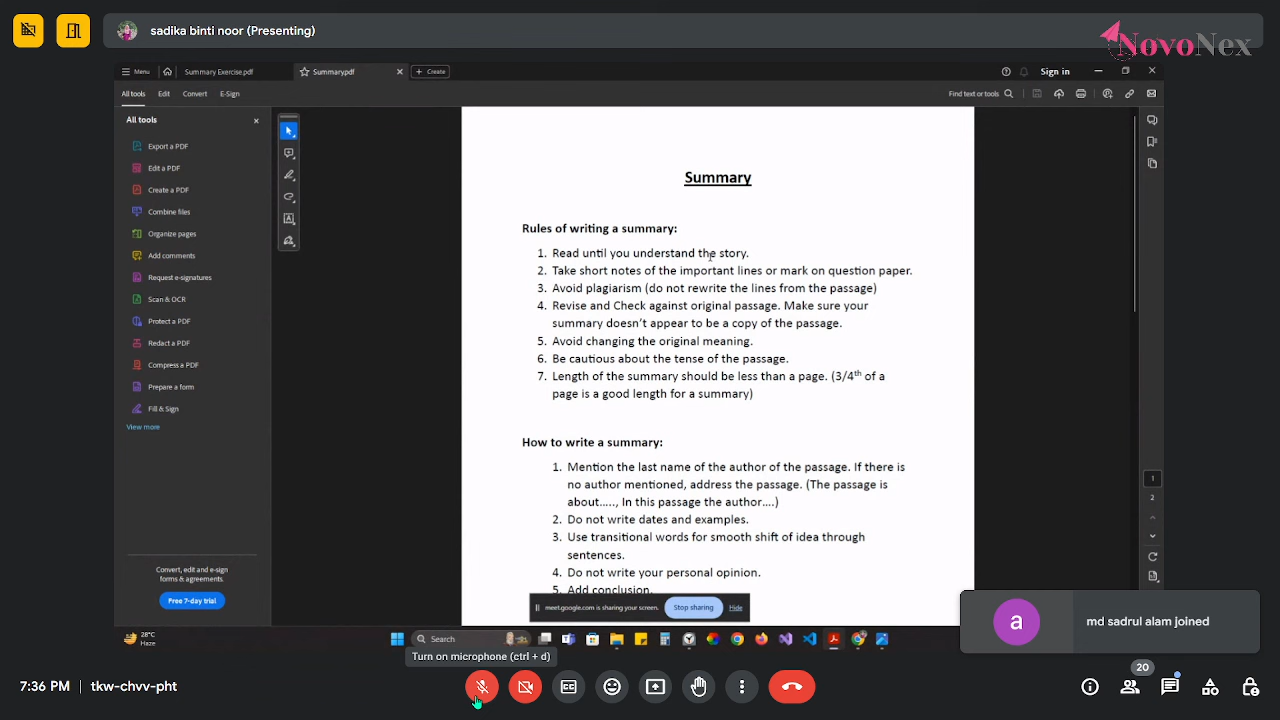 sadika binti noor (Presenting)
NovoNex
Menu
Summary Exercise.pdf
Summary.pdf
Create
Sign in
All tools
Edit
Convert
E-Sign
Find text or tools
All tools
Export a PDF
Edit a PDF
Create a PDF
Combine files
Organize pages
Add comments
Request e-signatures
Scan & OCR
Protect a PDF
Redact a PDF
Compress a PDF
Prepare a form
Fill & Sign
View more
Convert, edit and e-sign
forms & agreements.
Free 7-day trial
Summary
Rules of writing a summary:
1. Read until you understand the story.
2. Take short notes of the important lines or mark on question paper.
3. Avoid plagiarism (do not rewrite the lines from the passage)
4. Revise and Check against original passage. Make sure your
summary doesn't appear to be a copy of the passage.
5. Avoid changing the original meaning.
6. Be cautious about the tense of the passage.
7. Length of the summary should be less than a page. (3/4th of a
page is a good length for a summary)
How to write a summary:
1. Mention the last name of the author of the passage. If there is
no author mentioned, address the passage. (The passage is
about....., In this passage the author....)
2. Do not write dates and examples.
3. Use transitional words for smooth shift of idea through
sentences.
4. Do not write your personal opinion.
5. Add conclusion.
1
2
meet.google.com is sharing your screen.
Stop sharing
Hide
a
md sadrul alam joined
28°C
Haze
Search
Turn on microphone (ctrl + d)
7:36 PM
tkw-chvv-pht
20